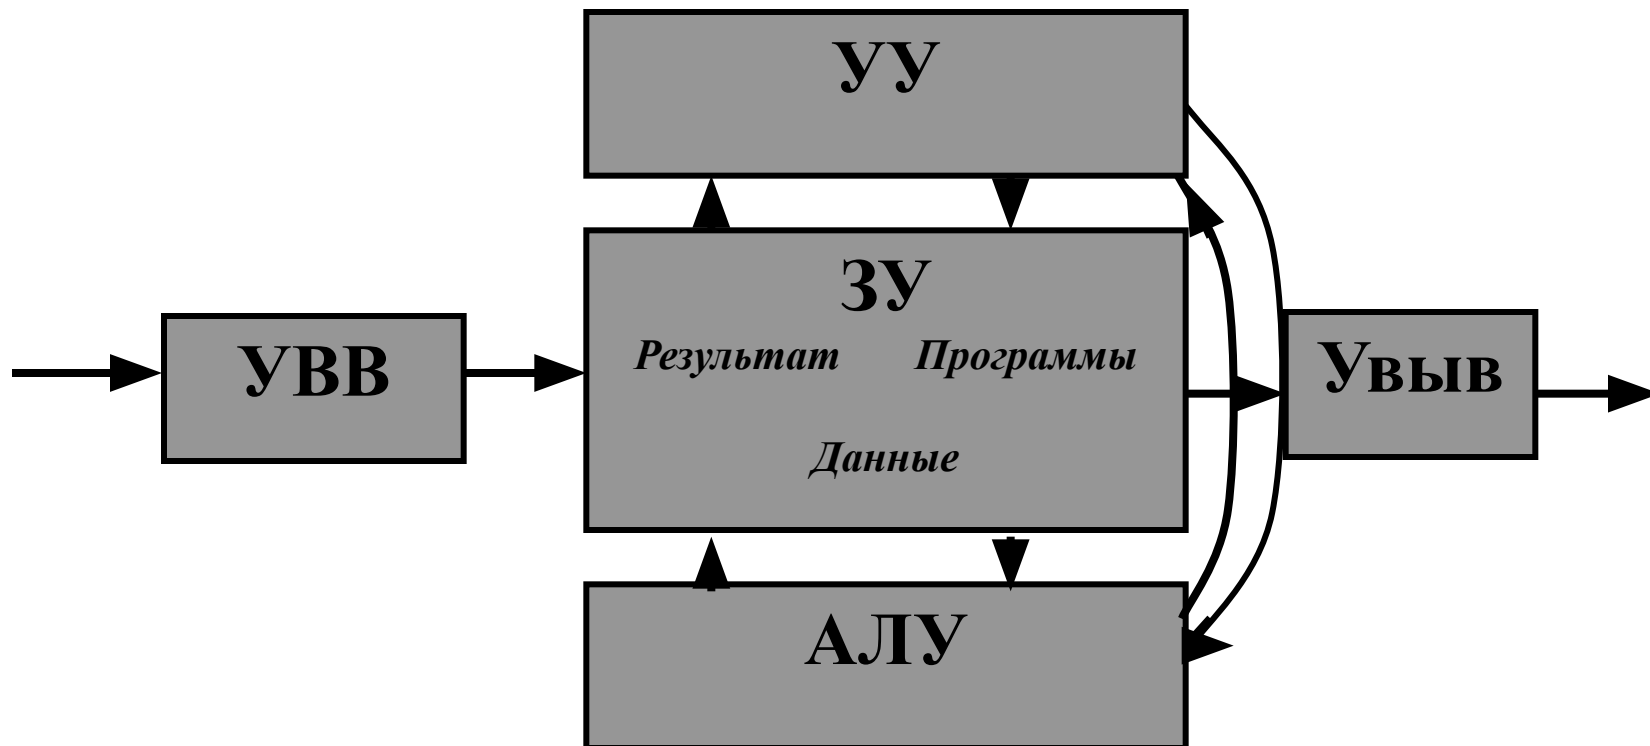 УУ
ЗУ
Результат Программы
Данные
УВВ
Увыв
АЛУ